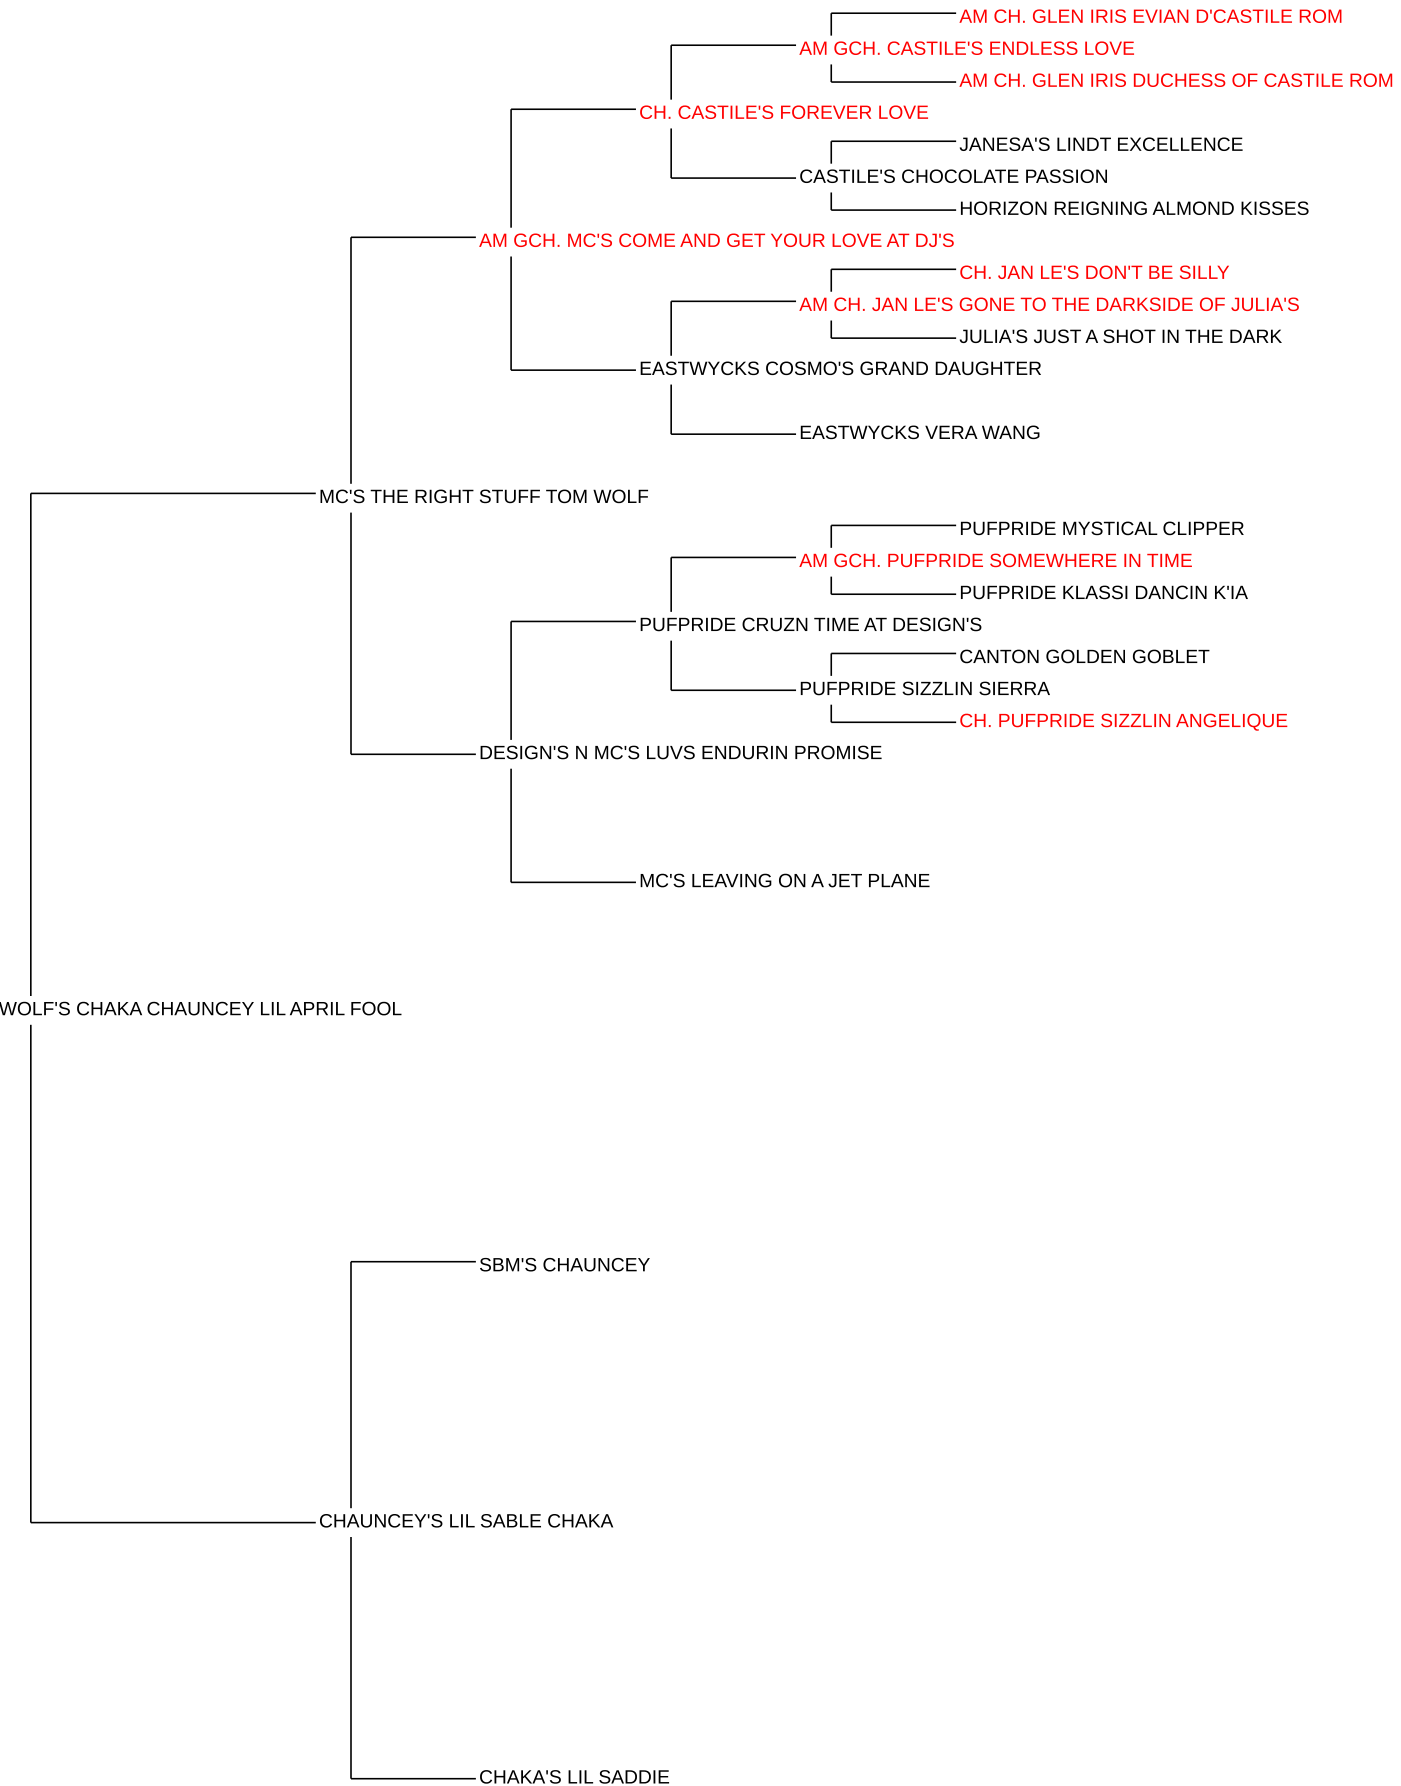 AM CH. GLEN IRIS EVIAN D'CASTILE ROM
AM GCH. CASTILE'S ENDLESS LOVE
AM CH. GLEN IRIS DUCHESS OF CASTILE ROM
CH. CASTILE'S FOREVER LOVE
JANESA'S LINDT EXCELLENCE
CASTILE'S CHOCOLATE PASSION
HORIZON REIGNING ALMOND KISSES
AM GCH. MC'S COME AND GET YOUR LOVE AT DJ'S
CH. JAN LE'S DON'T BE SILLY
AM CH. JAN LE'S GONE TO THE DARKSIDE OF JULIA'S
JULIA'S JUST A SHOT IN THE DARK
EASTWYCKS COSMO'S GRAND DAUGHTER
EASTWYCKS VERA WANG
MC'S THE RIGHT STUFF TOM WOLF
PUFPRIDE MYSTICAL CLIPPER
AM GCH. PUFPRIDE SOMEWHERE IN TIME
PUFPRIDE KLASSI DANCIN K'IA
PUFPRIDE CRUZN TIME AT DESIGN'S
CANTON GOLDEN GOBLET
PUFPRIDE SIZZLIN SIERRA
CH. PUFPRIDE SIZZLIN ANGELIQUE
DESIGN'S N MC'S LUVS ENDURIN PROMISE
MC'S LEAVING ON A JET PLANE
WOLF'S CHAKA CHAUNCEY LIL APRIL FOOL
SBM'S CHAUNCEY
CHAUNCEY'S LIL SABLE CHAKA
CHAKA'S LIL SADDIE